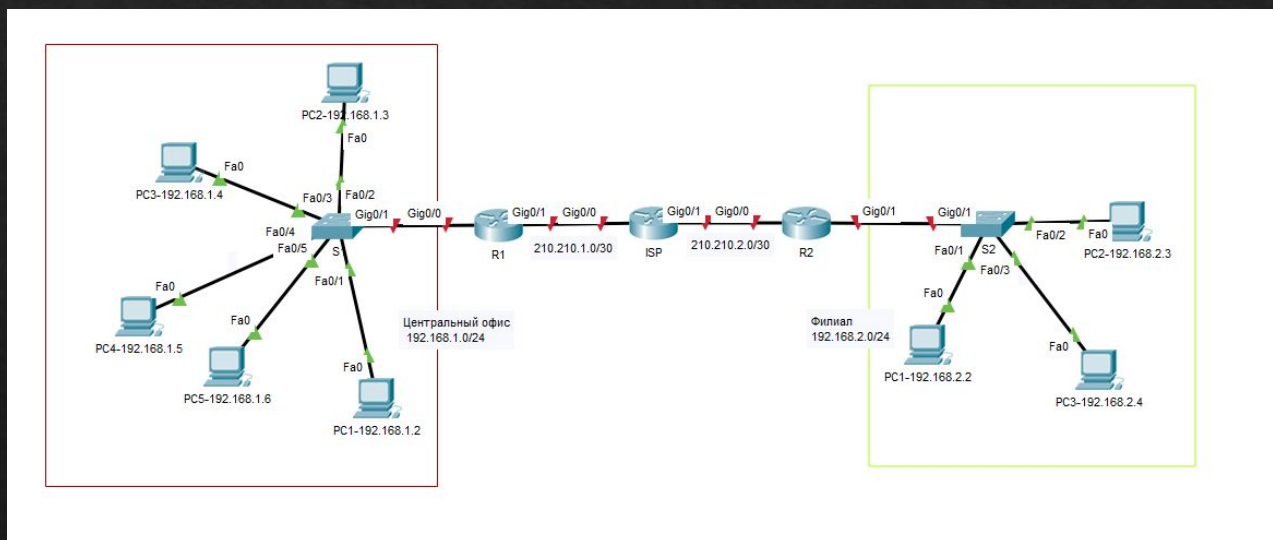 PC2-192.168.1.3
Fa0
Fa0
PC3-192.168.1.4
Fa0/3
Fa0/2
Gig0/1
Gig0/0
Gig0/1
Gig0/0
Gig0/1
Gig0/0
Gig0/1
Gig0/1
Fa0/4
Fa0/5
S
Fa0/1
R1
210.210.1.0/30
ISP
210.210.2.0/30
R2
Fa0/1
S2
Fa0/2
Fa0
Fa0/3
PC2-192.168.2.3
Fa0
PC4-192.168.1.5
Fa0
PC5-192.168.1.6
Fa0
PC1-192.168.1.2
Центральный офис
192.168.1.0/24
Филиал
192.168.2.0/24
Fa0
PC1-192.168.2.2
Fa0
PC3-192.168.2.4